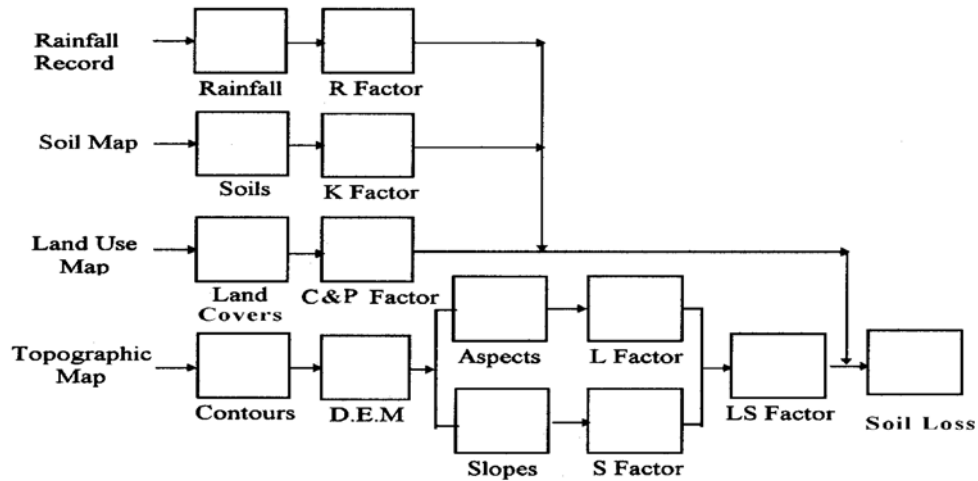 Rainfall
Record
Rainfall
R Factor
Soil Map
Soils
K Factor
Land Use
Map
Land
Covers
C&P Factor
Topographic
Map
Contours
D.E.M
Aspects
L Factor
Slopes
S Factor
LS Factor
Soil Loss